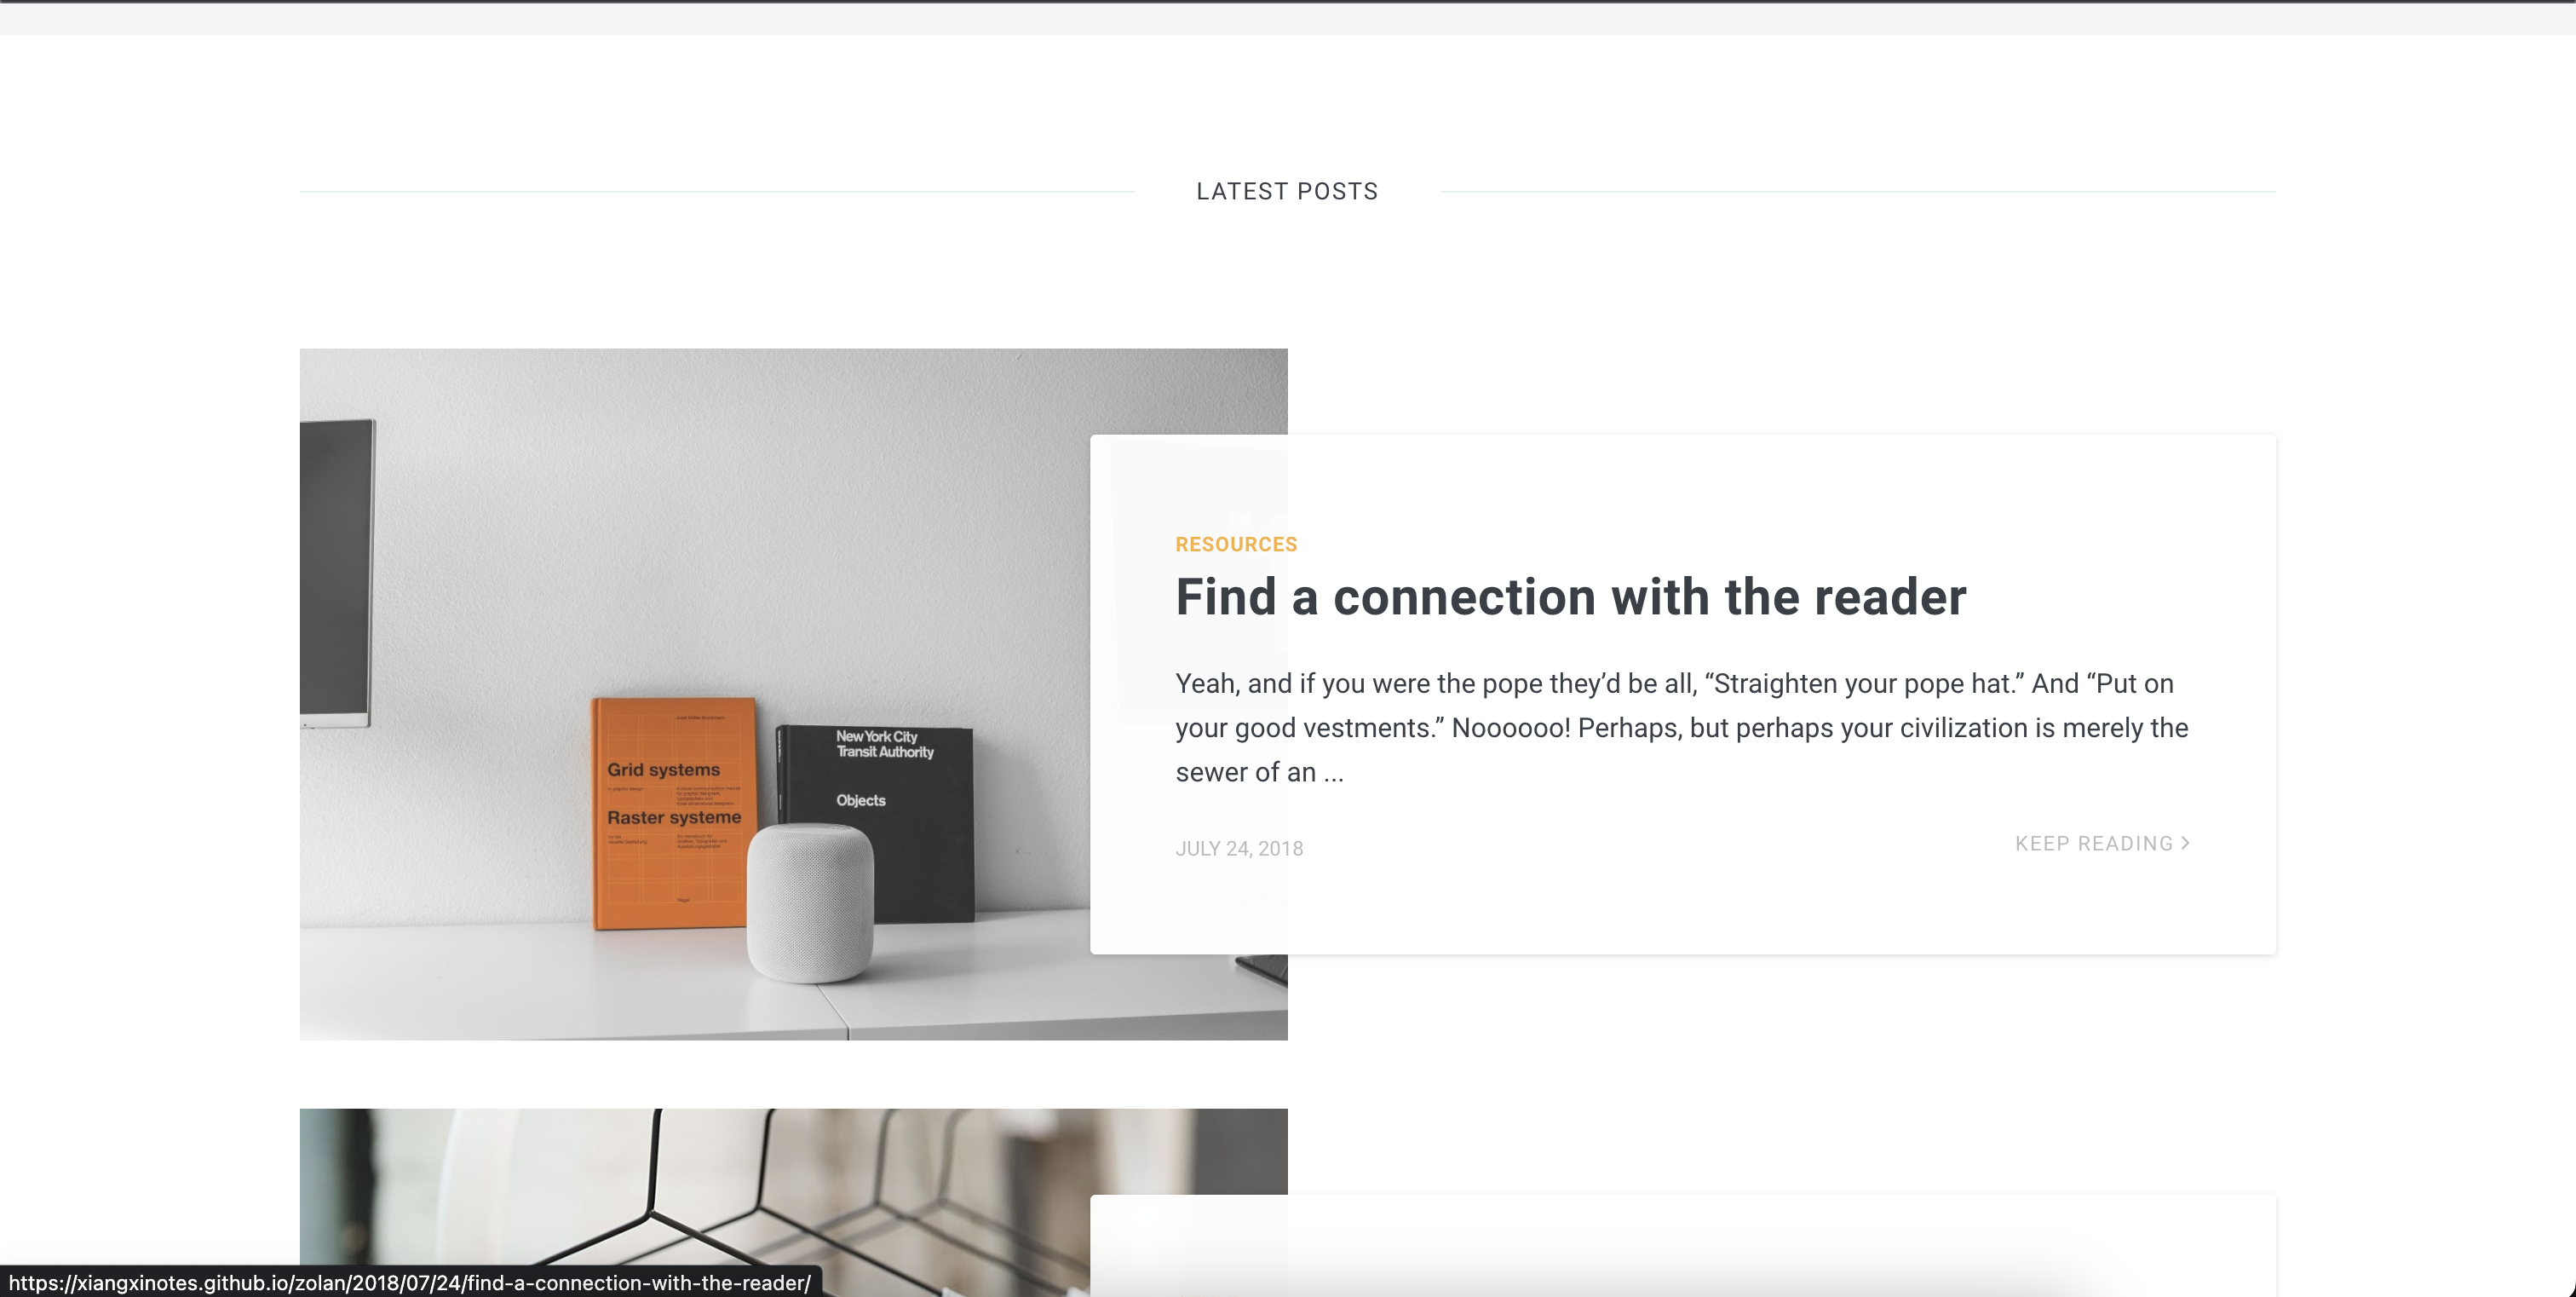 LATEST POSTS
New York City
Transit Authority
Objects
Grid systems
Raster systeme
RESOURCES
Find a connection with the reader
Yeah, and if you were the pope they’d be all, “Straighten your pope hat.” And “Put on
your good vestments.” Noooooo! Perhaps, but perhaps your civilization is merely the
sewer of an ...
JULY 24, 2018
KEEP READING >
https://xiangxinotes.github.io/zolan/2018/07/24/find-a-connection-with-the-reader/